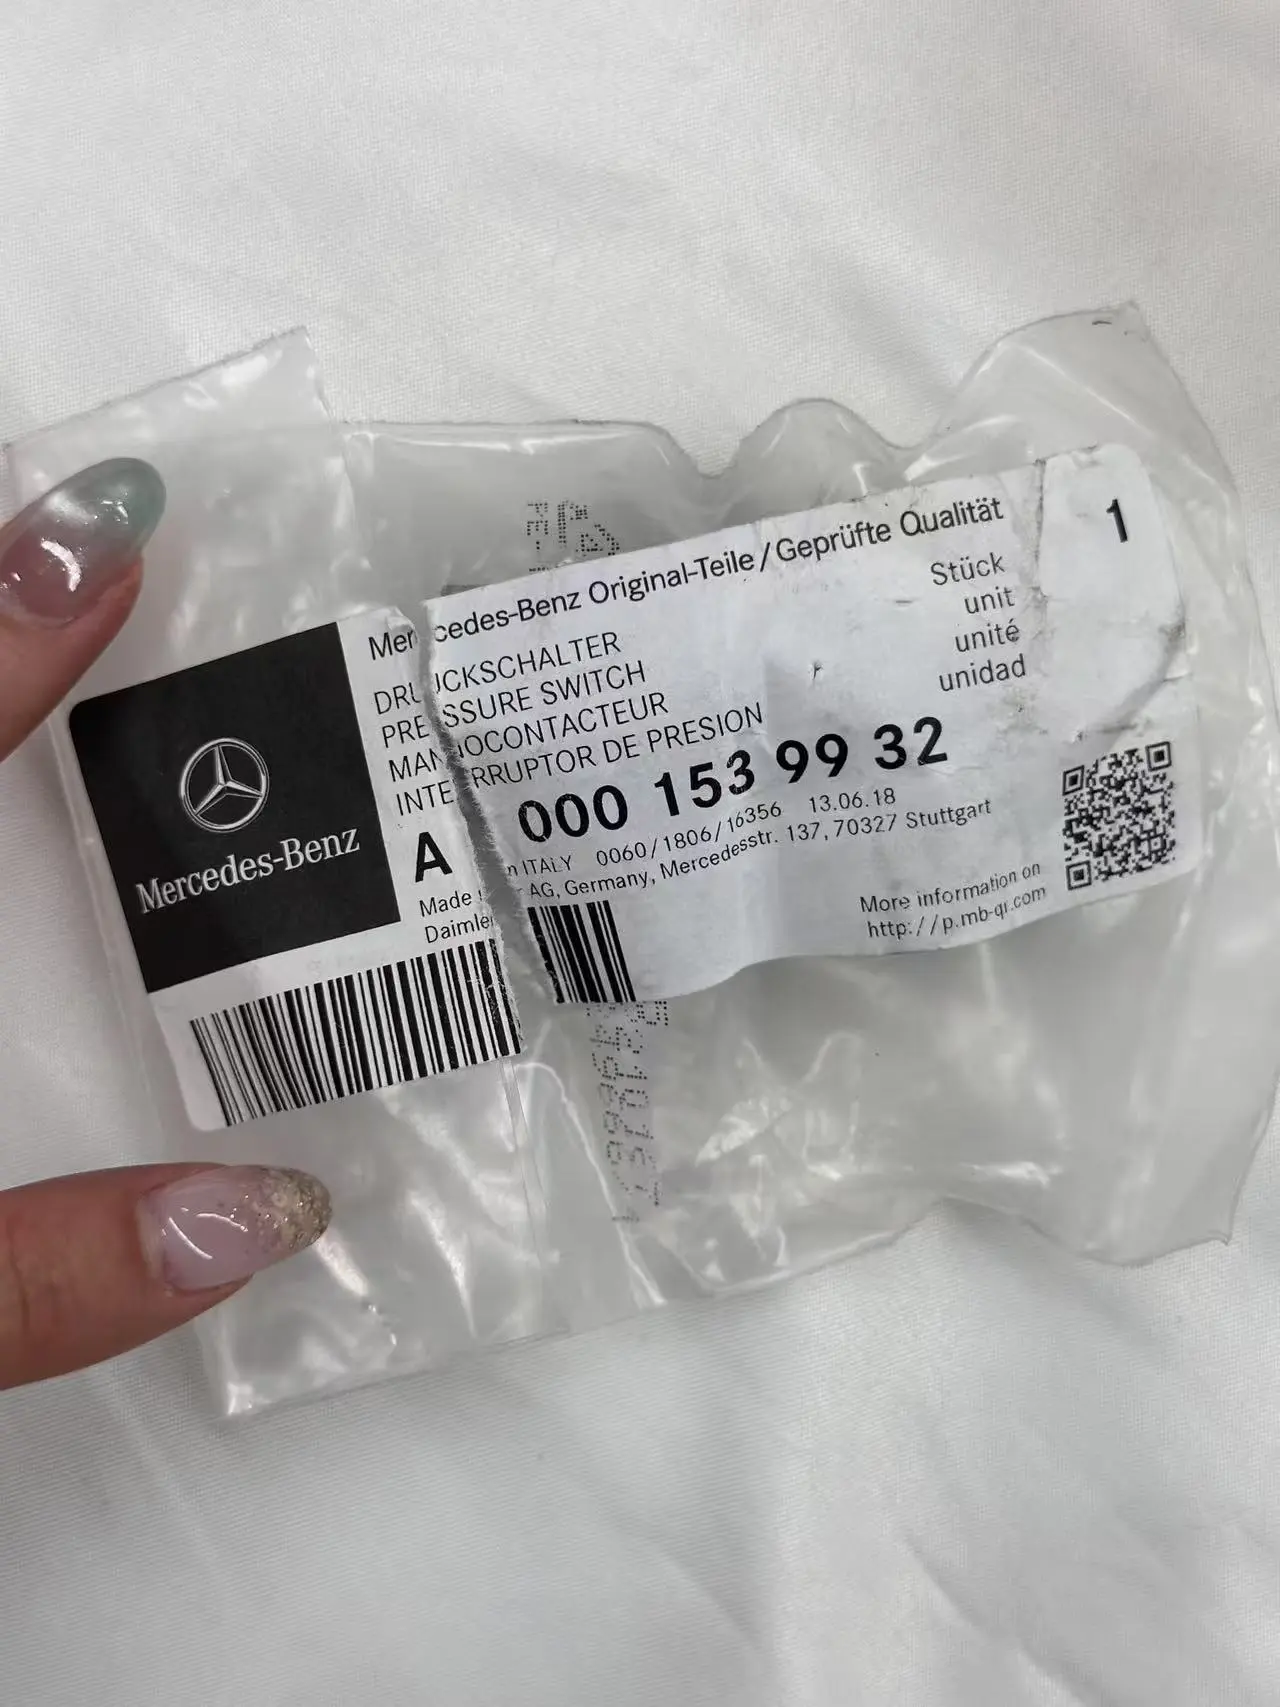 Mercedes-Benz
Mercedes-Benz Original-Teile / Geprüfte Qualität
DRUCKSCHALTER
PRESSURE SWITCH
MANOCONTACTEUR
INTERRUPTOR DE PRESION
Stück
unit
unité
unidad
1
A 000 153 99 32
Made in ITALY 0060/1806/16356 13.06.18
Daimler AG, Germany, Mercedesstr. 137, 70327 Stuttgart
More information on
http://p.mb-qr.com